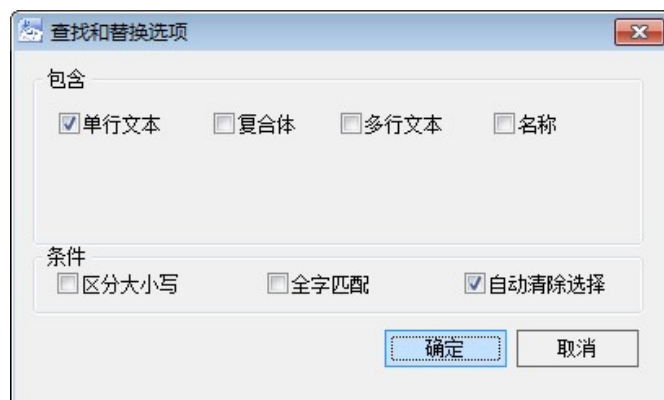 查找和替换选项
包含
单行文本 复合体 多行文本 名称
条件
区分大小写 全字匹配 自动清除选择
确定 取消